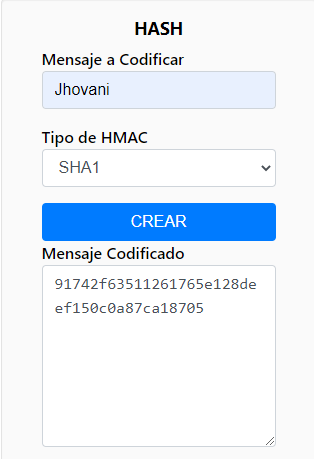 HASH
Mensaje a Codificar
Jhovani
Tipo de HMAC
SHA1
CREAR
Mensaje Codificado
91742f63511261765e128de
ef150c0a87ca18705